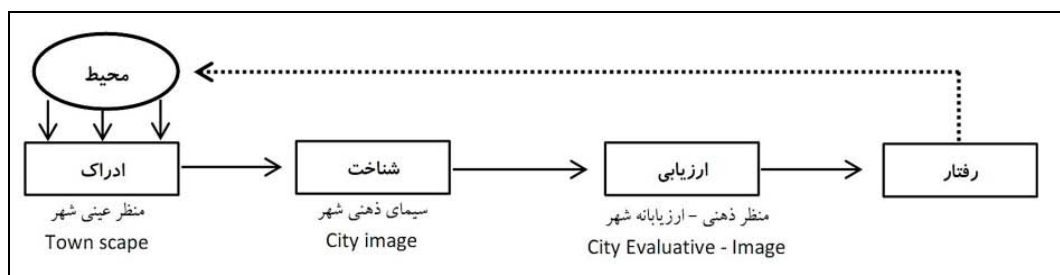 محیط
ادراک
شناخت
ارزیابی
رفتار
منظر عینی شهر
Town scape
سیمای ذهنی شهر
City image
منظر ذهنی – ارزیابانه شهر
City Evaluative - Image